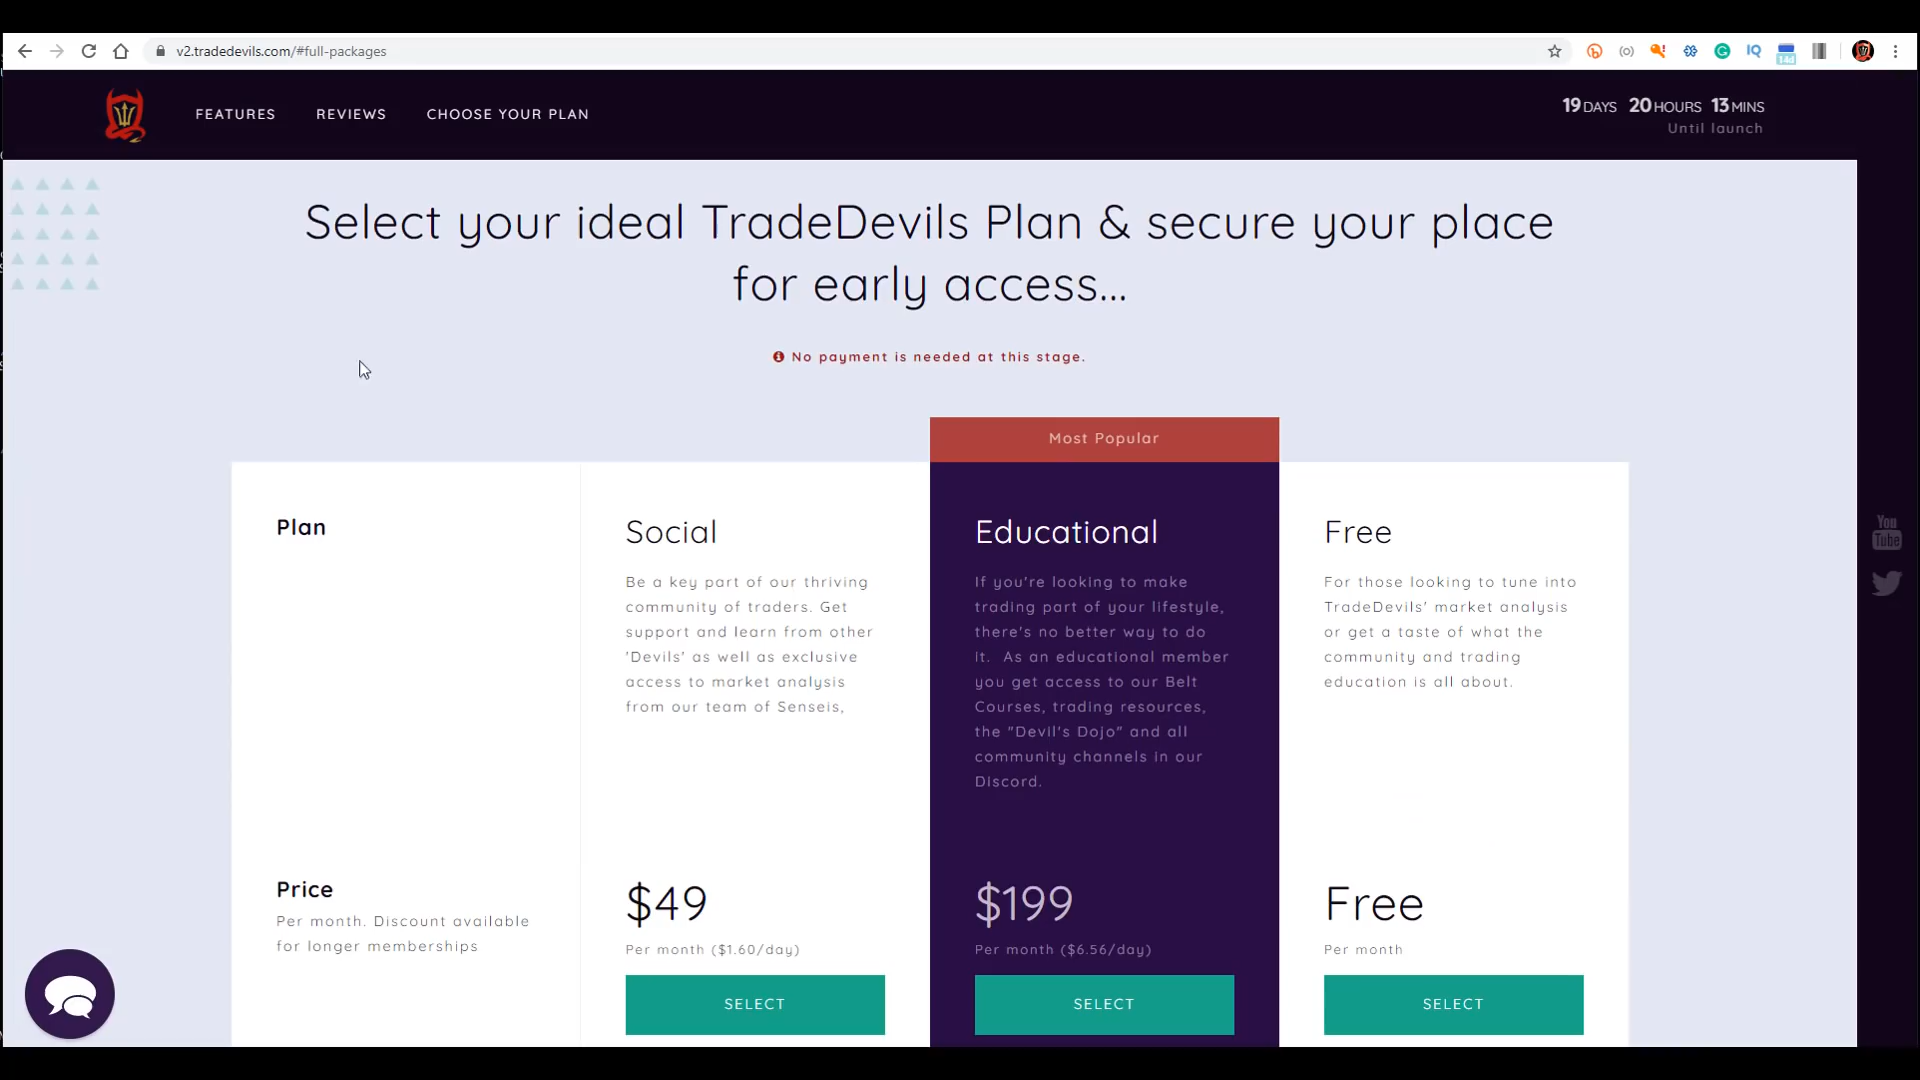 v2.tradedevils.com/#full-packages
14d
FEATURES
REVIEWS
CHOOSE YOUR PLAN
19 DAYS 20 HOURS 13 MINS
Until launch
Select your ideal TradeDevils Plan & secure your place
for early access...
No payment is needed at this stage.
Most Popular
Plan
Social
Be a key part of our thriving
community of traders. Get
support and learn from other
'Devils' as well as exclusive
access to market analysis
from our team of Senseis,
Educational
If you're looking to make
trading part of your lifestyle,
there's no better way to do
it. As an educational member
you get access to our Belt
Courses, trading resources,
the "Devil's Dojo" and all
community channels in our
Discord.
Free
For those looking to tune into
TradeDevils' market analysis
or get a taste of what the
community and trading
education is all about.
Price
Per month. Discount available
for longer memberships
$49
Per month ($1.60/day)
SELECT
$199
Per month ($6.56/day)
SELECT
Free
Per month
SELECT
You
Tube